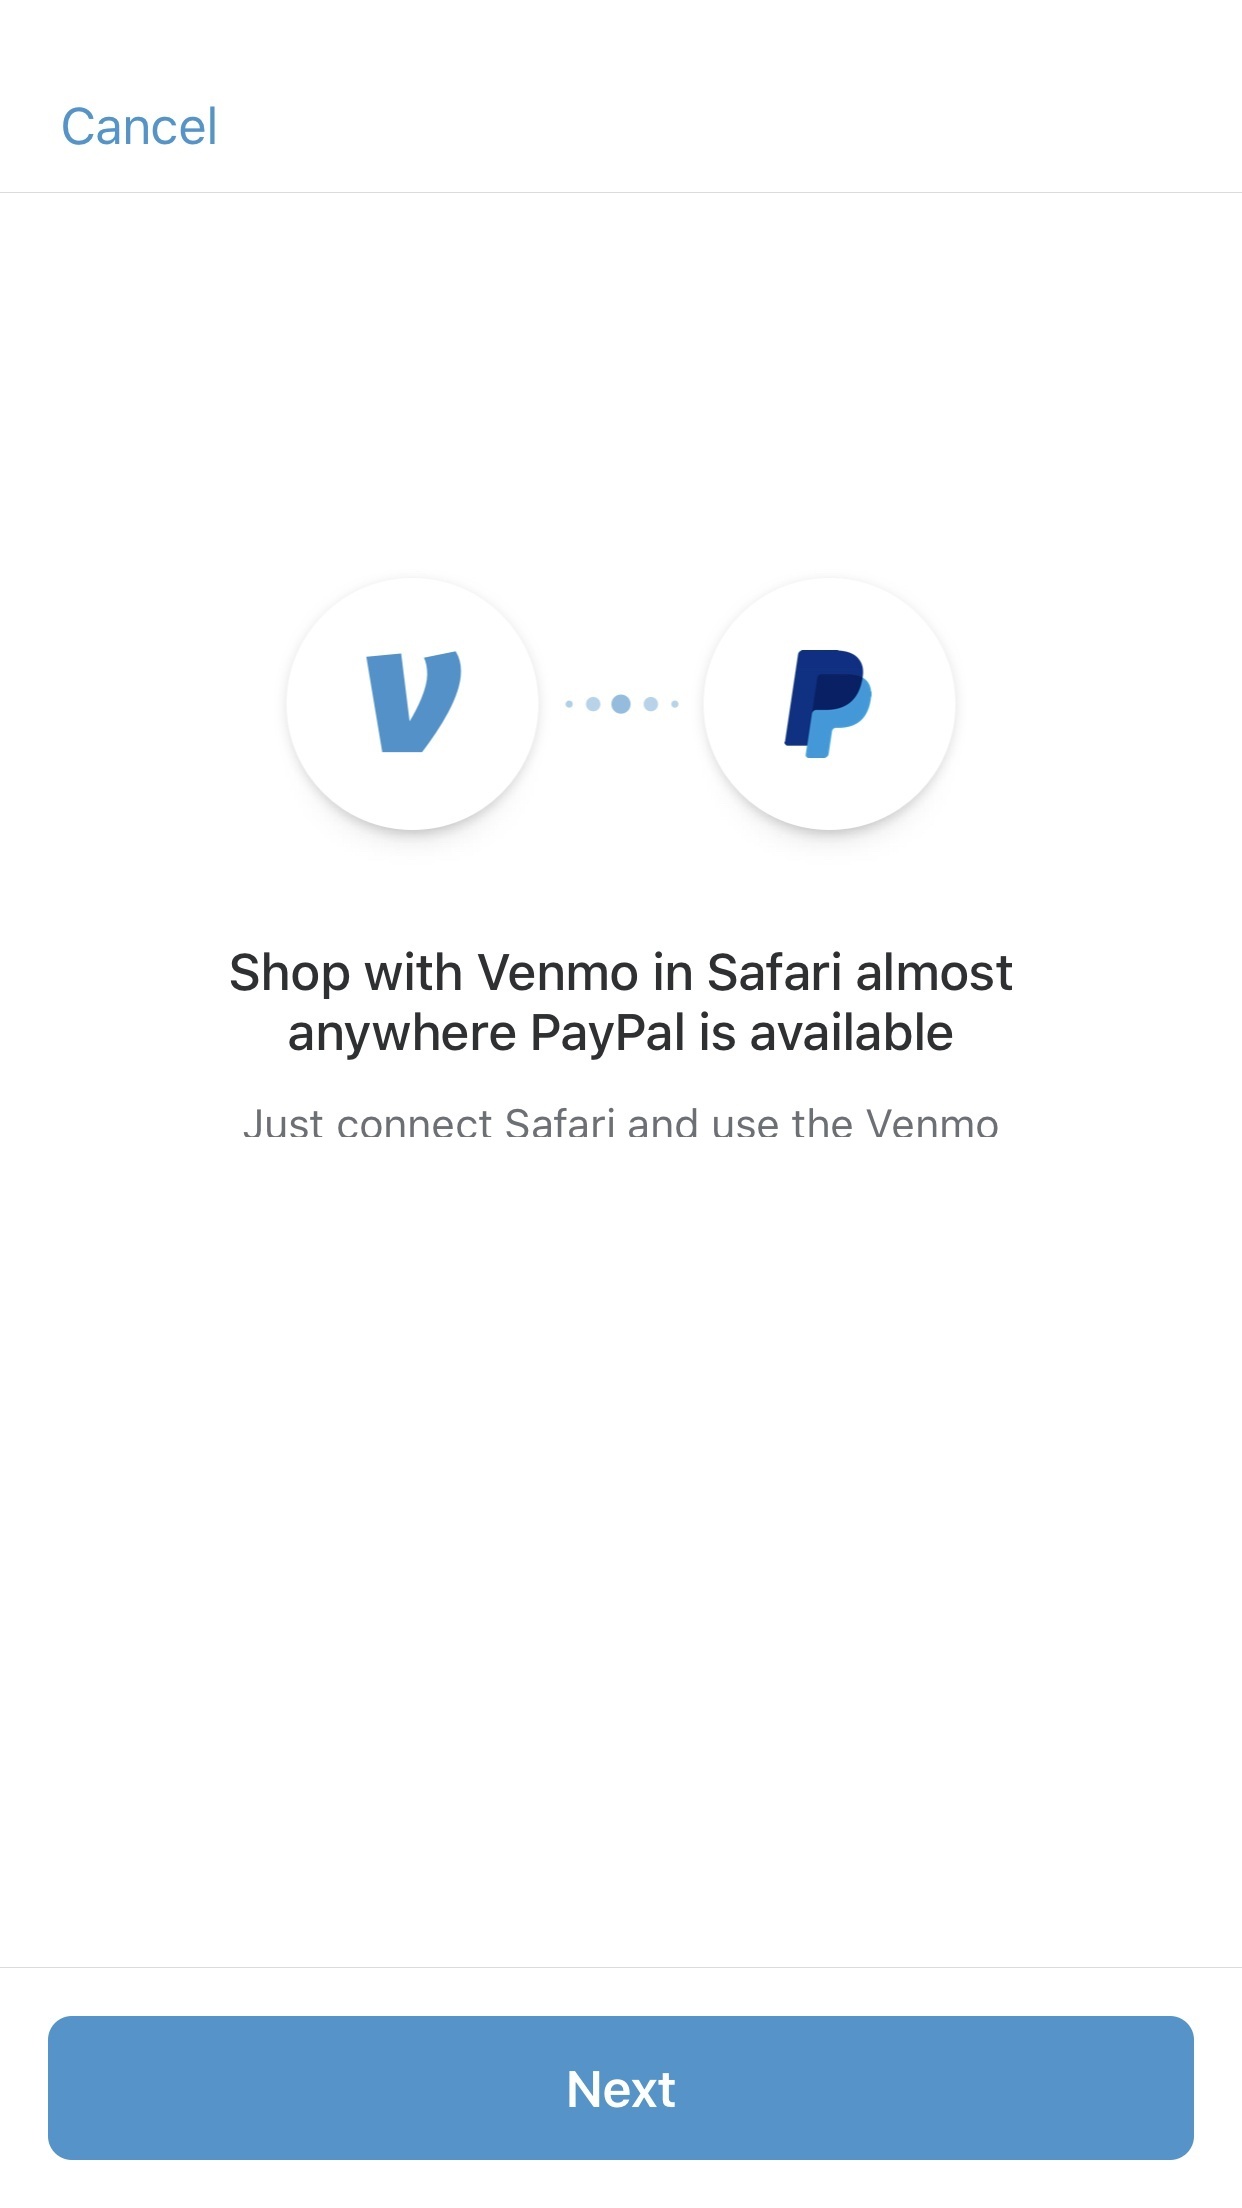 Cancel
Shop with Venmo in Safari almost
anywhere PayPal is available
Just connect Safari and use the Venmo
Next